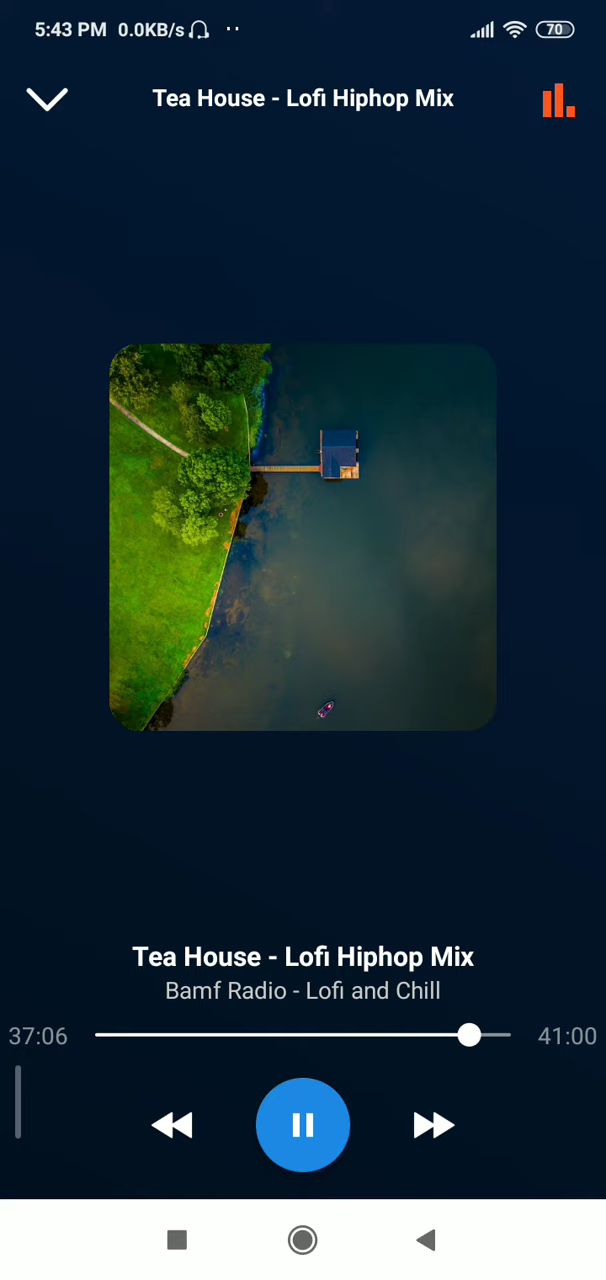 5:43 PM 0.0KB/s 70
Tea House - Lofi Hiphop Mix
Tea House - Lofi Hiphop Mix
Bamf Radio - Lofi and Chill
37:06 41:00